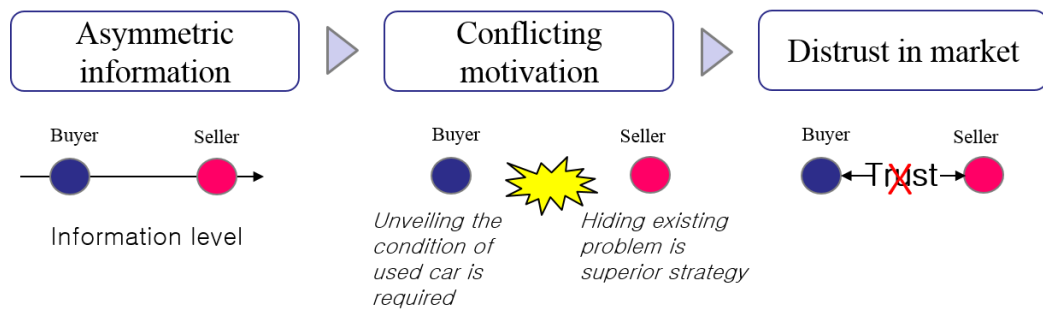 Asymmetric
information
Conflicting
motivation
Distrust in market
Buyer
Seller
Information level
Buyer
Seller
Unveiling the
condition of
used car is
required
Hiding existing
problem is
superior strategy
Buyer
Seller
Trust